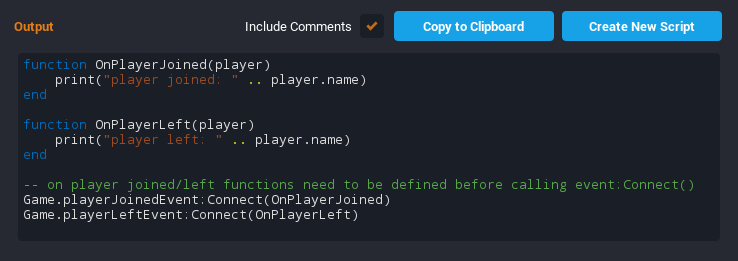 Output
Include Comments
Copy to Clipboard
Create New Script
function OnPlayerJoined(player)
    print("player joined: " .. player.name)
end
function OnPlayerLeft(player)
    print("player left: " .. player.name)
end
-- on player joined/left functions need to be defined before calling event:Connect()
Game.playerJoinedEvent:Connect(OnPlayerJoined)
Game.playerLeftEvent:Connect(OnPlayerLeft)